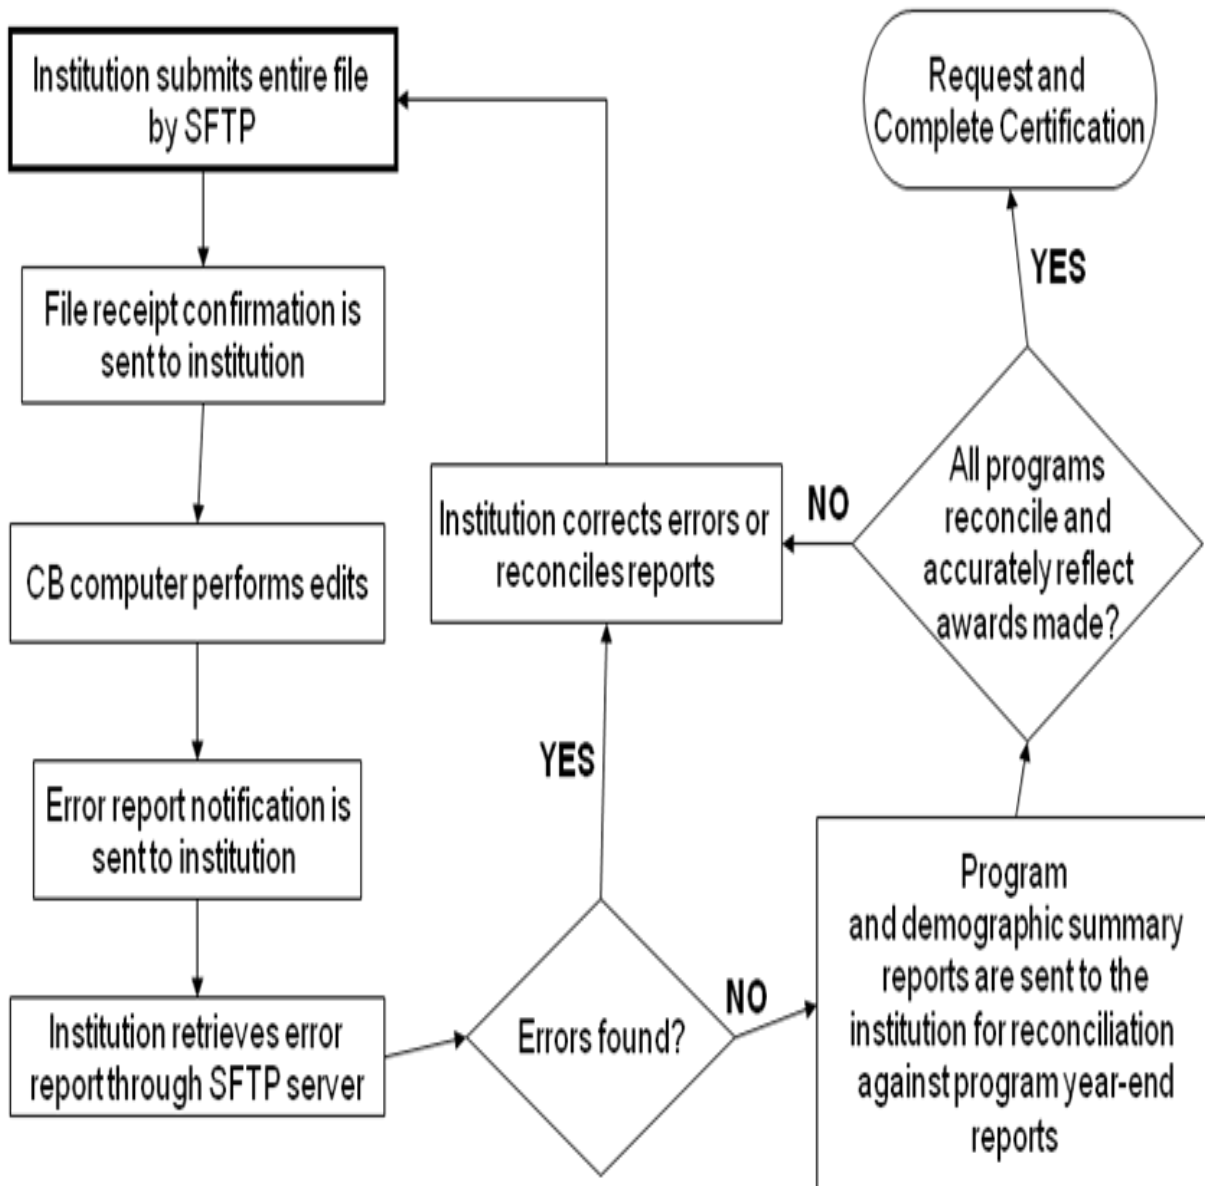 Institution submits entire file
by SFTP
File receipt confirmation is
sent to institution
CB computer performs edits
Error report notification is
sent to institution
Institution retrieves error
report through SFTP server
Errors found?
YES
NO
Institution corrects errors or
reconciles reports
Program
and demographic summary
reports are sent to the
institution for reconciliation
against program year-end
reports
All programs
reconcile and
accurately reflect
awards made?
NO
YES
Request and
Complete Certification